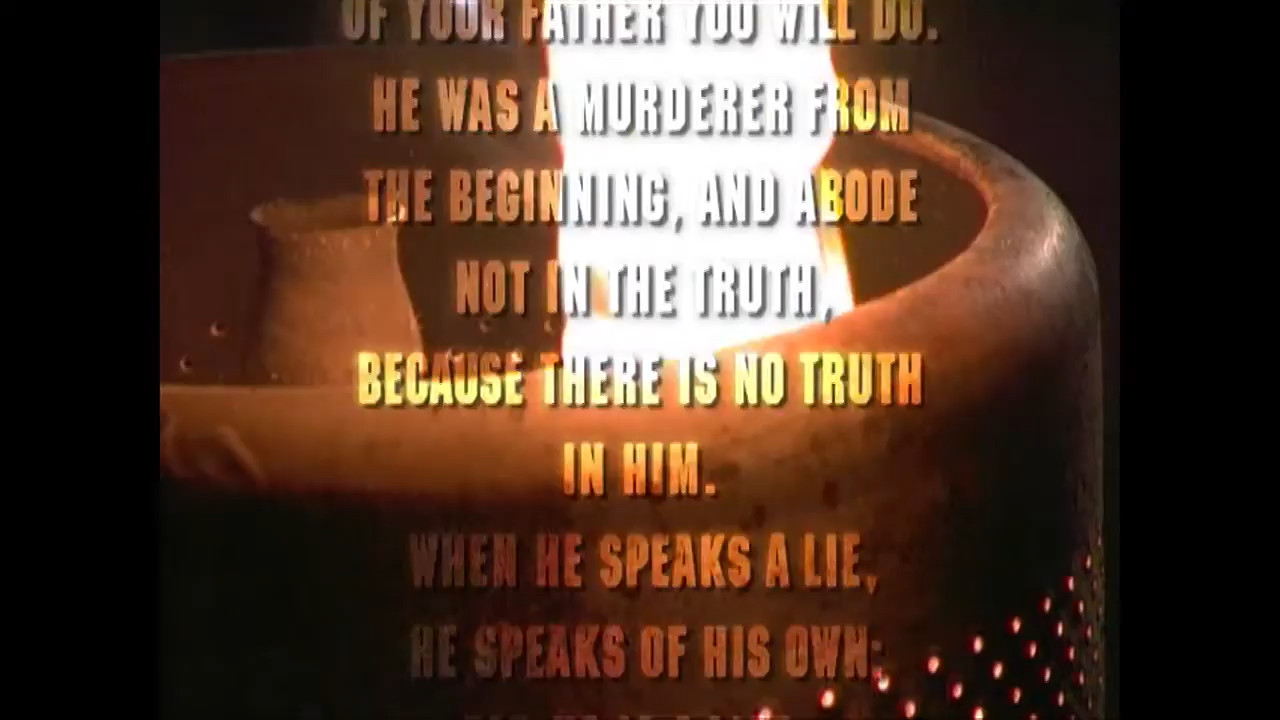 OF YOUR FATHER YOU WILL DO.
HE WAS A MURDERER FROM
THE BEGINNING, AND ABODE
NOT IN THE TRUTH,
BECAUSE THERE IS NO TRUTH
IN HIM.
WHEN HE SPEAKS A LIE,
HE SPEAKS OF HIS OWN: